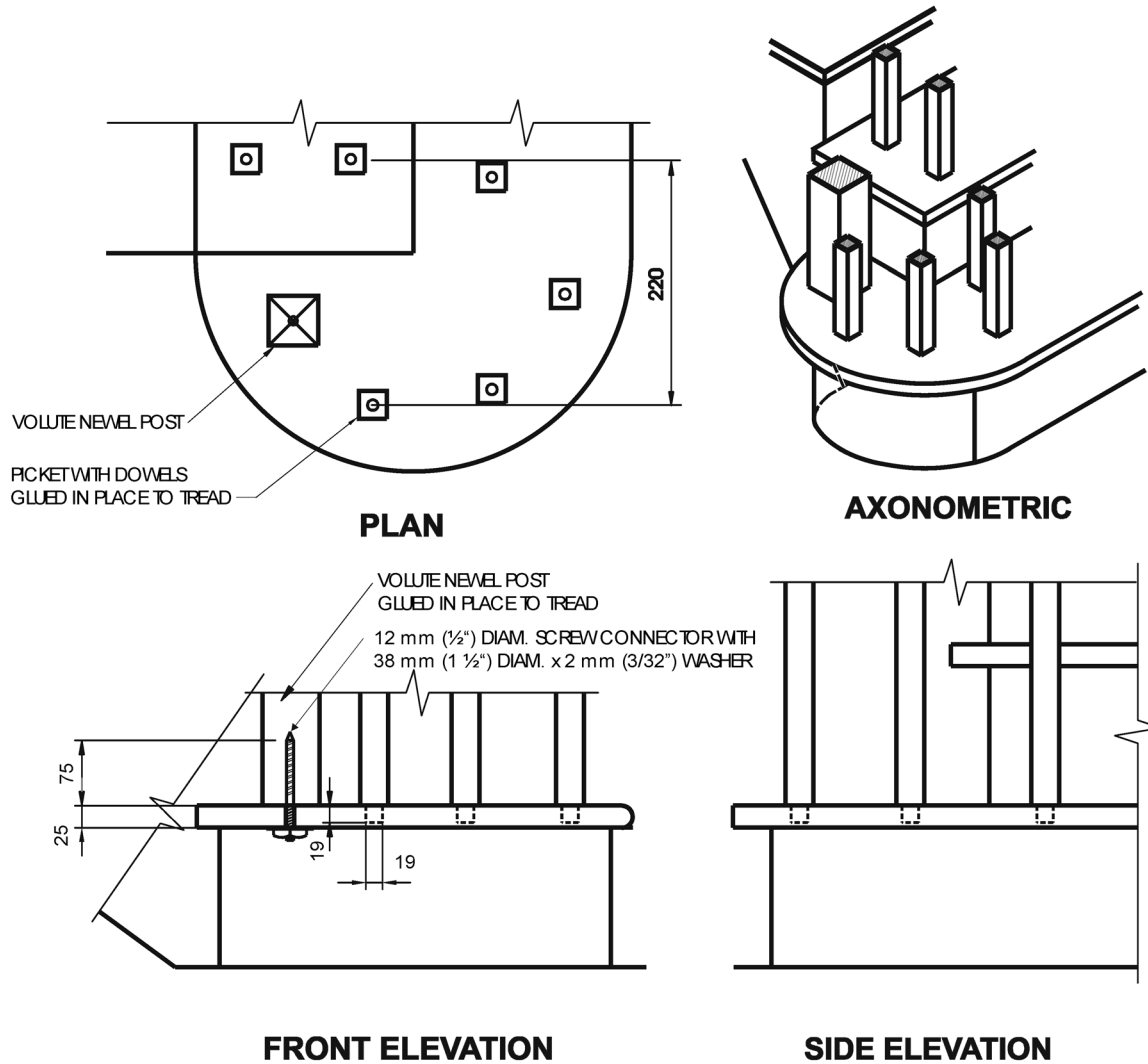 220
VOLUTE NEWEL POST
PICKET WITH DOWELS
GLUED IN PLACE TO TREAD
PLAN
AXONOMETRIC
VOLUTE NEWEL POST
GLUED IN PLACE TO TREAD
12 mm (½“) DIAM. SCREW CONNECTOR WITH
38 mm (1 ½“) DIAM. x 2 mm (3/32”) WASHER
75
25
19
19
FRONT ELEVATION
SIDE ELEVATION